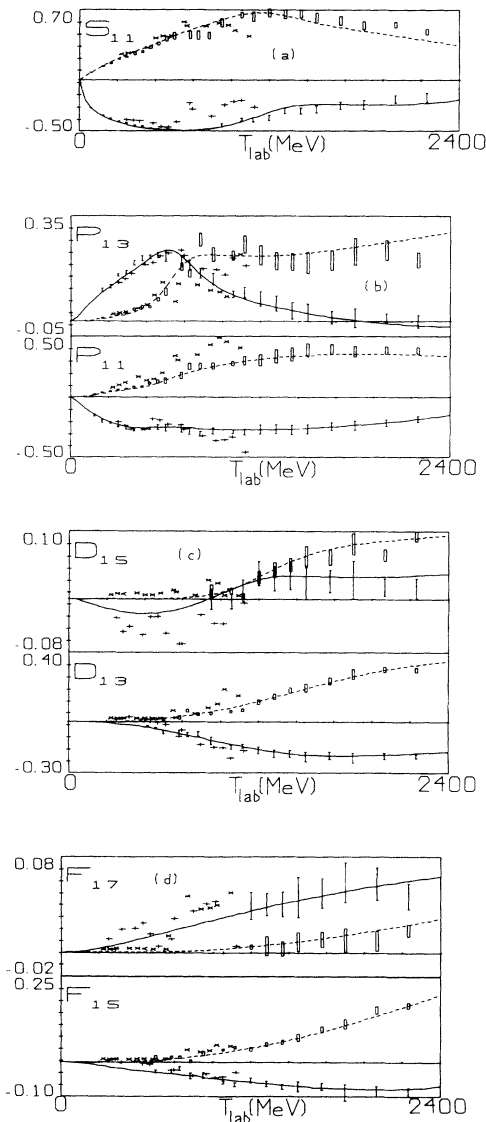 0.70
S11
(a)
-0.50
0
Tlab(MeV)
2400
0.35
P13
(b)
-0.05
0.50
P11
-0.50
0
Tlab(MeV)
2400
0.10
D15
(c)
-0.08
0.40
D13
-0.30
0
Tlab(MeV)
2400
0.08
F17
(d)
-0.02
0.25
F15
-0.10
0
Tlab(MeV)
2400